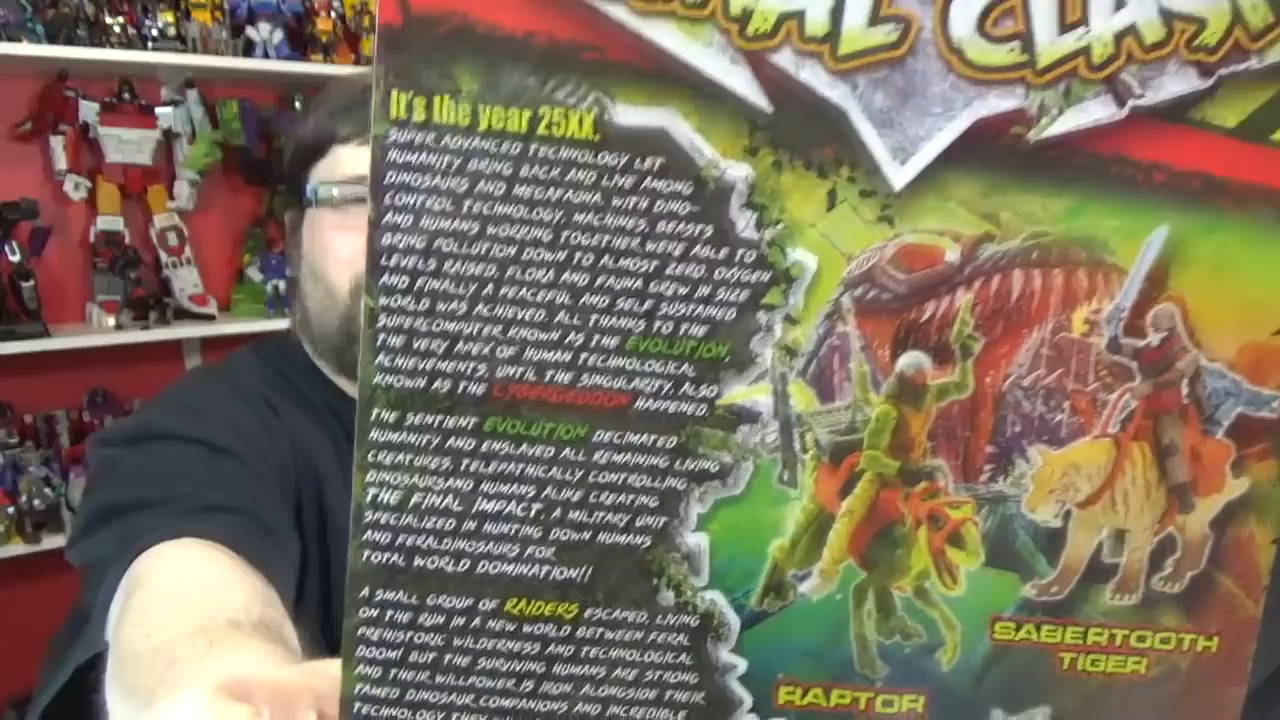 AL CLAS
It's the year 25XX,
SUPER ADVANCED TECHNOLOGY LET
HUMANITY BRING BACK AND LIVE AMONG
DINOSAURS AND MEGAFAUNA. WITH DINO-
CONTROL TECHNOLOGY, MACHINES, BEASTS
AND HUMANS WORKING TOGETHER WERE ABLE TO
BRING POLLUTION DOWN TO ALMOST ZERO. OXYGEN
LEVELS RAISED, FLORA AND FAUNA GREW IN SIZE
AND FINALLY A PEACEFUL AND SELF SUSTAINED
WORLD WAS ACHIEVED. ALL THANKS TO THE
SUPERCOMPUTER KNOWN AS THE EVOLUTION,
THE VERY APEX OF HUMAN TECHNOLOGICAL
ACHIEVEMENTS. UNTIL THE SINGULARITY, ALSO
KNOWN AS THE CYBERGEDDON HAPPENED.
THE SENTIENT EVOLUTION DECIMATED
HUMANITY AND ENSLAVED ALL REMAINING LIVING
CREATURES, TELEPATHICALLY CONTROLLING
DINOSAURSAND HUMANS ALIKE CREATING
THE FINAL IMPACT, A MILITARY UNIT
SPECIALIZED IN HUNTING DOWN HUMANS
AND FERALDINOSAURS FOR
TOTAL WORLD DOMINATION!!
A SMALL GROUP OF RAIDERS ESCAPED, LIVING
ON THE RUN IN A NEW WORLD BETWEEN FERAL
PREHISTORIC WILDERNESS AND TECHNOLOGICAL
DOOM! BUT THE SURVIVING HUMANS ARE STRONG
AND THEIR WILLPOWER IS IRON. ALONGSIDE THEIR
TAMED DINOSAUR COMPANIONS AND INCREDIBLE
TECHNOLOGY THEY
RAPTOR
SABERTOOTH
TIGER